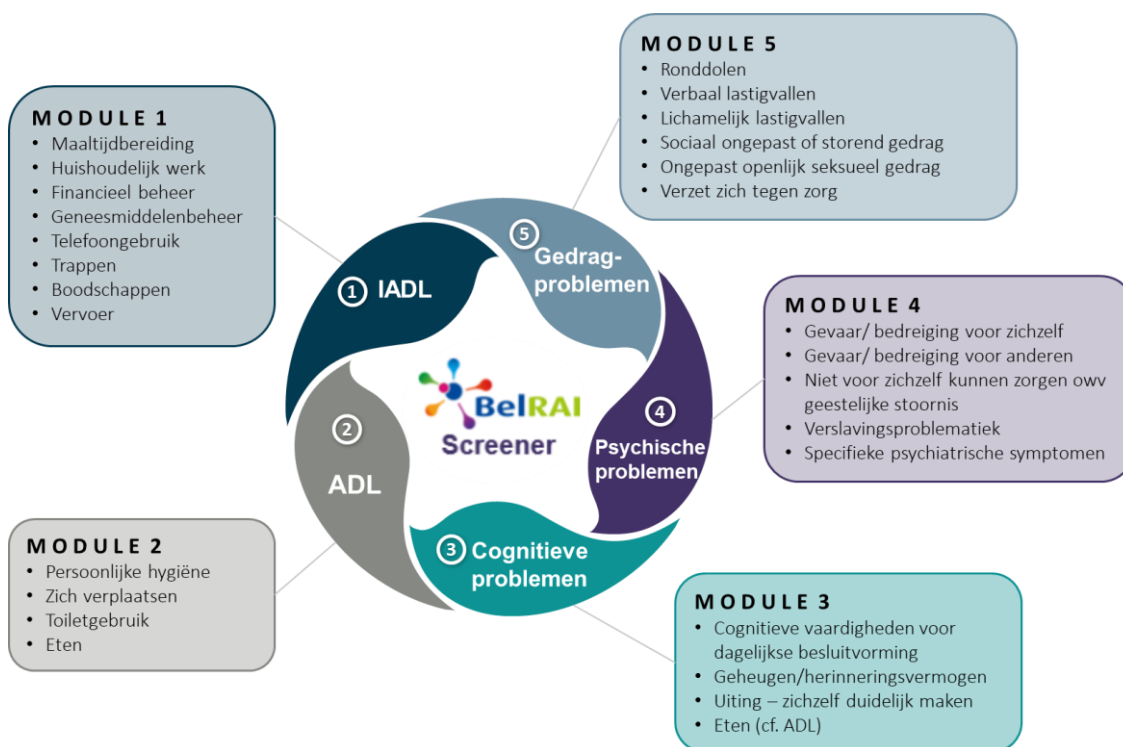 MODULE 1
• Maaltijdbereiding
• Huishoudelijk werk
• Financieel beheer
• Geneesmiddelenbeheer
• Telefoongebruik
• Trappen
• Boodschappen
• Vervoer
MODULE 5
• Ronddolen
• Verbaal lastigvallen
• Lichamelijk lastigvallen
• Sociaal ongepast of storend gedrag
• Ongepast openlijk seksueel gedrag
• Verzet zich tegen zorg
5
Gedrag-
problemen
1 IADL
MODULE 4
• Gevaar/ bedreiging voor zichzelf
• Gevaar/ bedreiging voor anderen
• Niet voor zichzelf kunnen zorgen owv
geestelijke stoornis
• Verslavingsproblematiek
• Specifieke psychiatrische symptomen
BelRAI
Screener
4
Psychische
problemen
2
ADL
3 Cognitieve
problemen
MODULE 2
• Persoonlijke hygiëne
• Zich verplaatsen
• Toiletgebruik
• Eten
MODULE 3
• Cognitieve vaardigheden voor
dagelijkse besluitvorming
• Geheugen/herinneringsvermogen
• Uiting – zichzelf duidelijk maken
• Eten (cf. ADL)